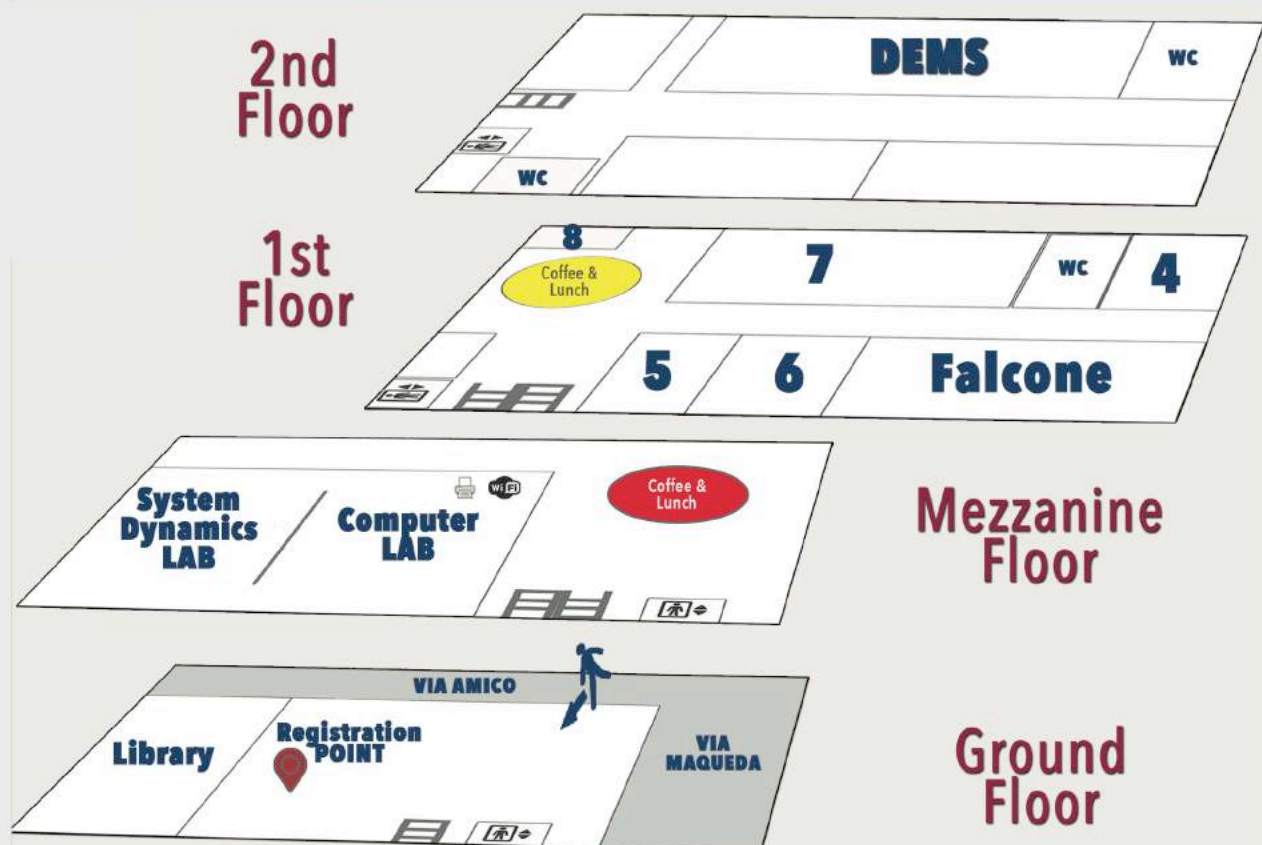 2nd
Floor
DEMS
WC
WC
1st
Floor
8
Coffee &
Lunch
7
WC
4
5
6
Falcone
System
Dynamics
LAB
Computer
LAB
WiFi
Coffee &
Lunch
Mezzanine
Floor
VIA AMICO
Library
Registration
POINT
VIA
MAQUEDA
Ground
Floor